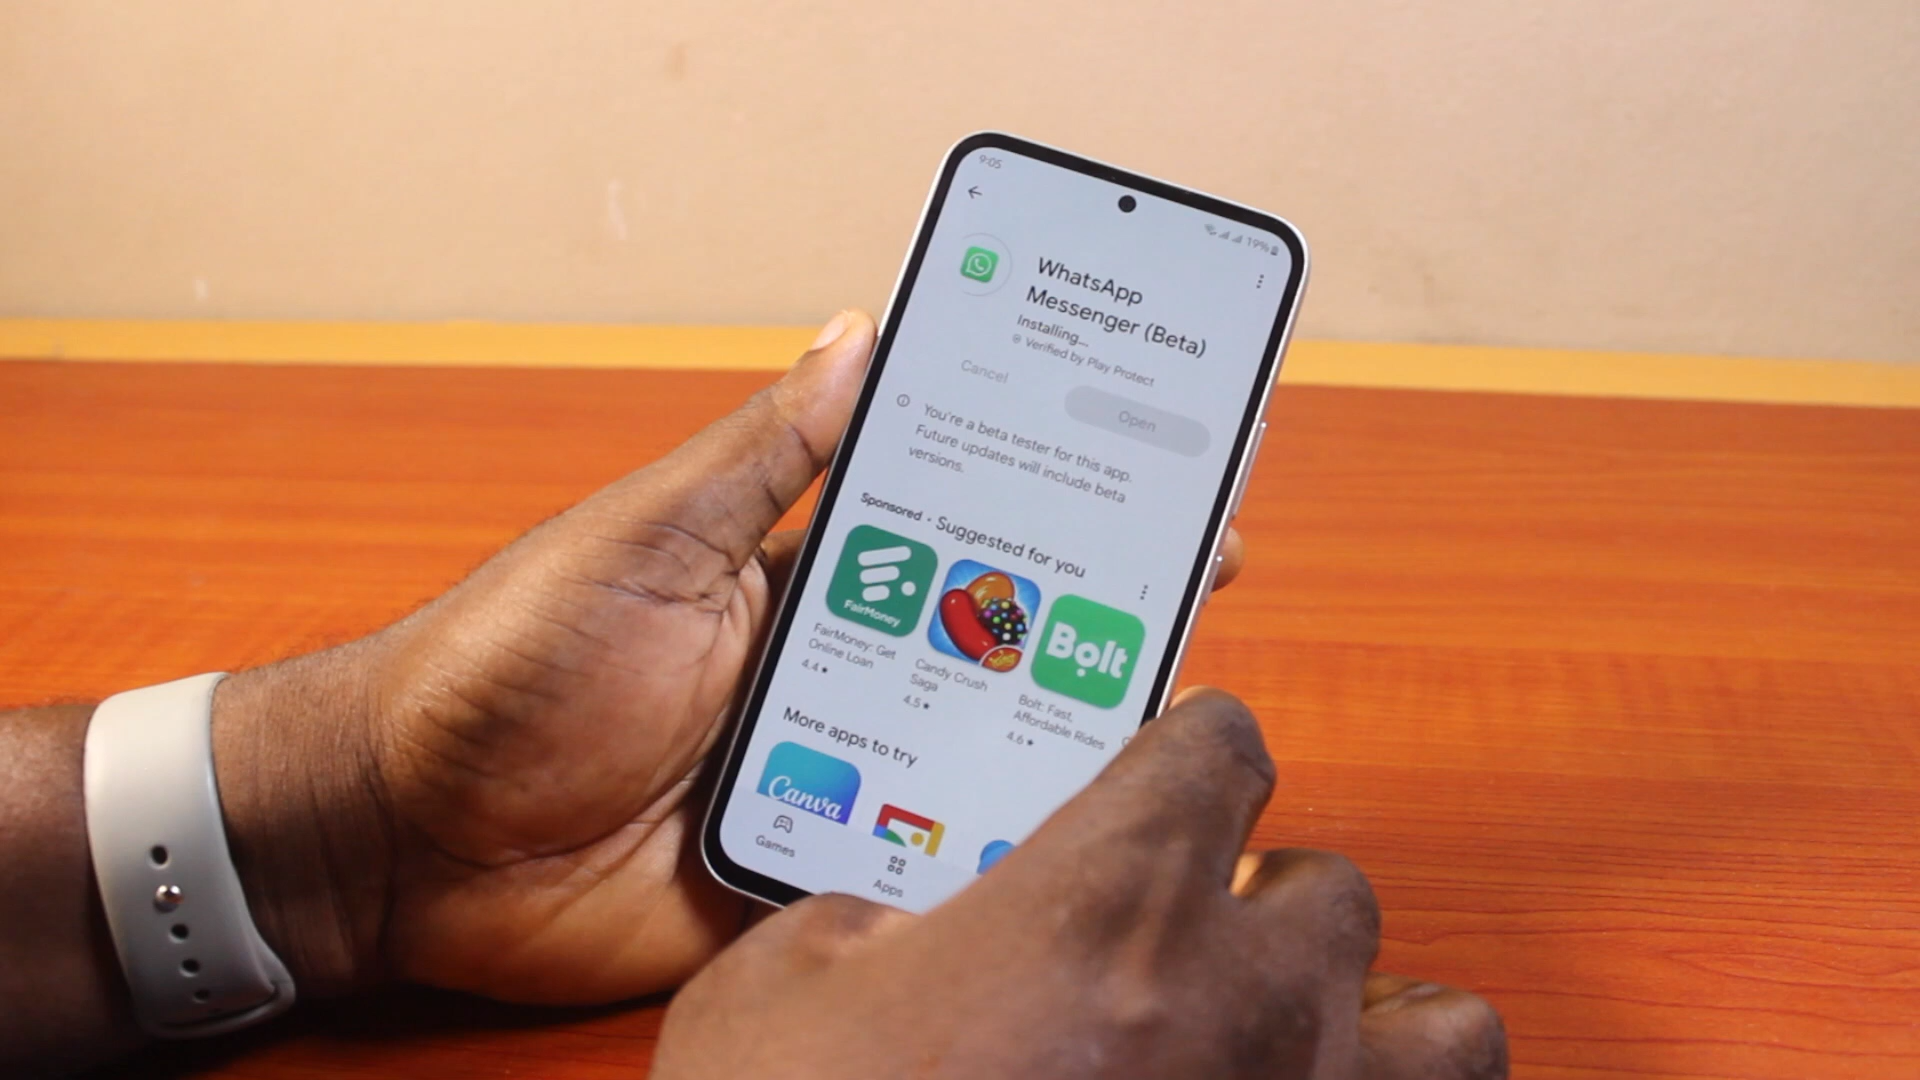 9:05
19%
WhatsApp
Messenger (Beta)
Installing...
Verified by Play Protect
Cancel
Open
You're a beta tester for this app.
Future updates will include beta
versions.
Sponsored • Suggested for you
FairMoney
Bolt
FairMoney: Get
Online Loan
4.4★
Candy Crush
Saga
4.5★
Bolt: Fast,
Affordable Rides
4.6★
More apps to try
Canva
Games
Apps